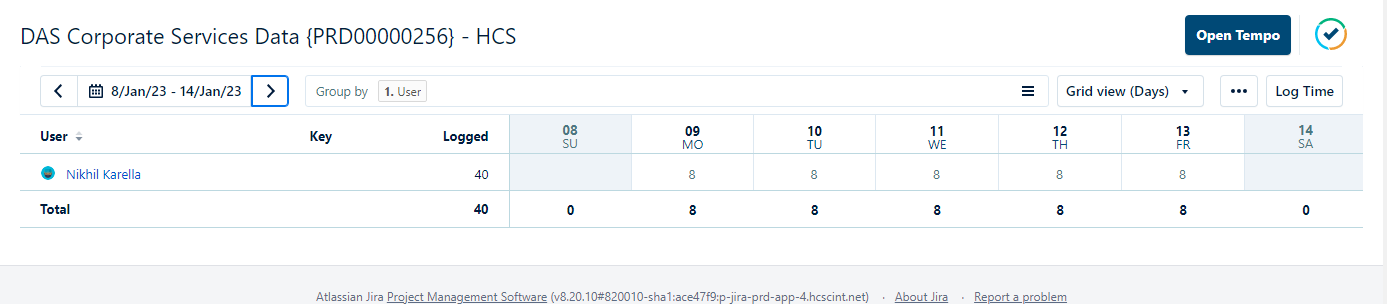 DAS Corporate Services Data {PRD00000256} - HCS
Open Tempo
8/Jan/23 - 14/Jan/23
Group by 1. User
Grid view (Days)
Log Time
User Key Logged 08 09 10 11 12 13 14
SU MO TU WE TH FR SA
Nikhil Karella 40 8 8 8 8 8
Total 40 0 8 8 8 8 8 0
Atlassian Jira Project Management Software (v8.20.10#820010-sha1:ace47f9:p-jira-prd-app-4.hcscint.net) · About Jira · Report a problem